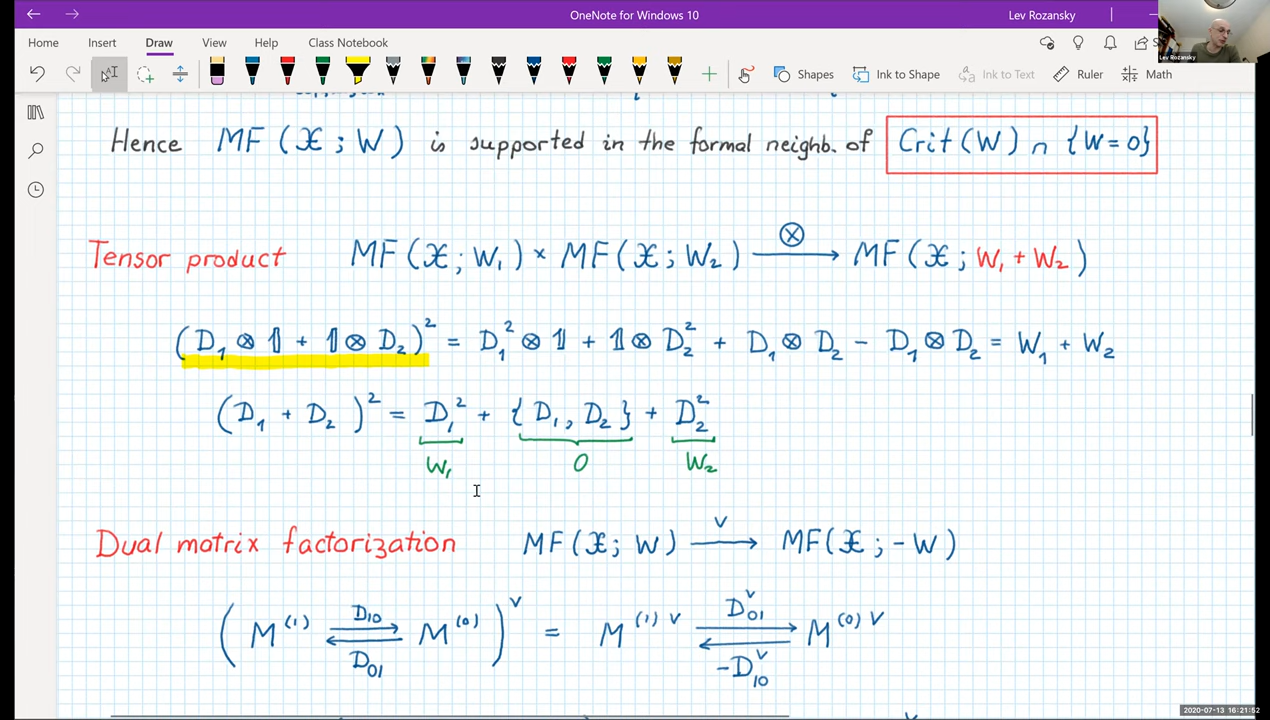 OneNote for Windows 10
Lev Rozansky
Home Insert Draw View Help Class Notebook
Shapes Ink to Shape Ink to Text Ruler Math
Lev Rozansky
Hence MF (𝒳 ; W) is supported in the formal neighb. of Crit(W) ∩ {W=0}
Tensor product MF(𝒳; W₁) × MF(𝒳; W₂) ⊗→ MF(𝒳; W₁ + W₂)
(D₁ ⊗ 𝟙 + 𝟙 ⊗ D₂)² = D₁² ⊗ 𝟙 + 𝟙 ⊗ D₂² + D₁ ⊗ D₂ − D₁ ⊗ D₂ = W₁ + W₂
(D₁ + D₂)² = D₁² + {D₁, D₂} + D₂²
W₁ 0 W₂
Dual matrix factorization MF(𝒳; W) ∨→ MF(𝒳; −W)
(M⁽¹⁾ ⇄ D₁₀ D₀₁ M⁽⁰⁾)^∨ = M⁽¹⁾^∨ ⇄ D₀₁^∨ −D₁₀^∨ M⁽⁰⁾^∨
2020-07-13 16:21:52